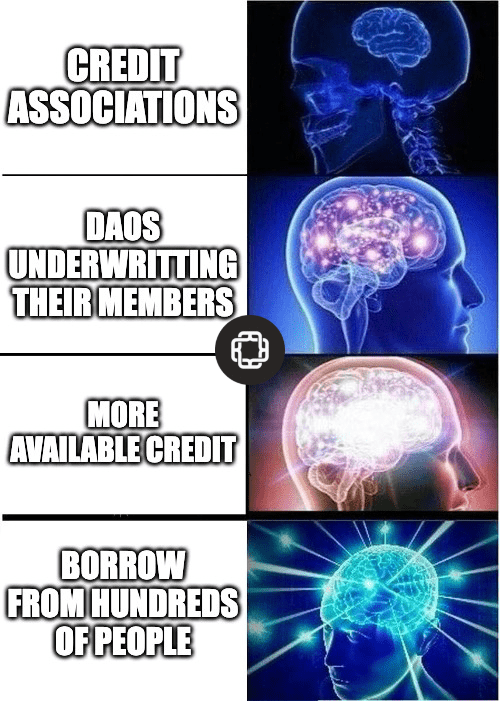 CREDIT
ASSOCIATIONS
DAOS
UNDERWRITTING
THEIR MEMBERS
MORE
AVAILABLE CREDIT
BORROW
FROM HUNDREDS
OF PEOPLE